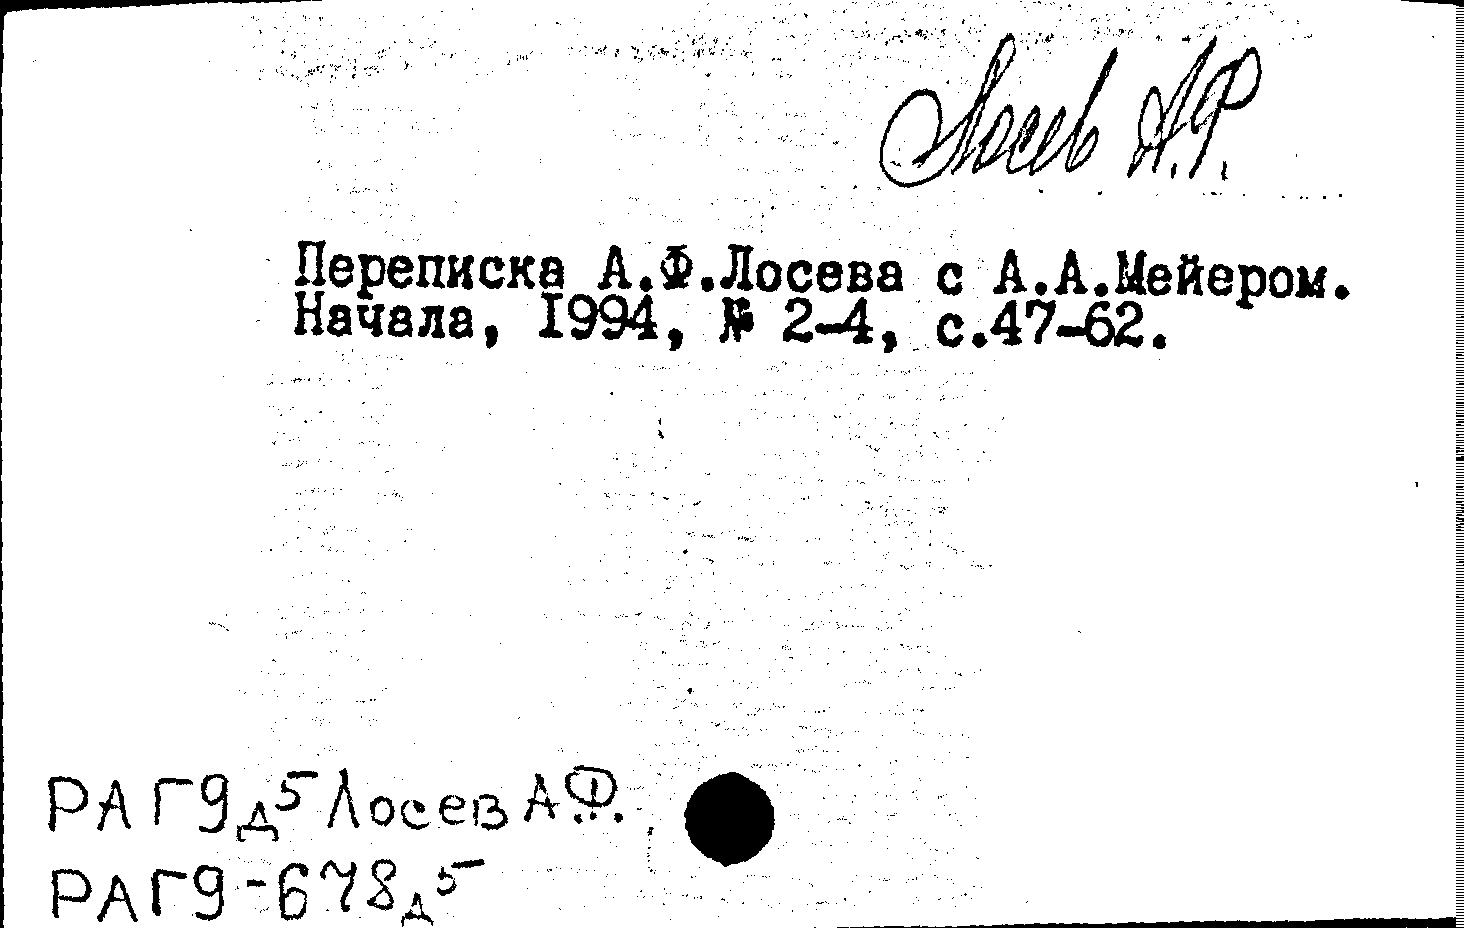 Лосев А.Ф.
Переписка А.Ф.Лосева с А.А.Мейером.
Начала, 1994, № 2-4, с.47-62.
РАГ9д5 Лосев А.Ф.
РАГ9-678д5